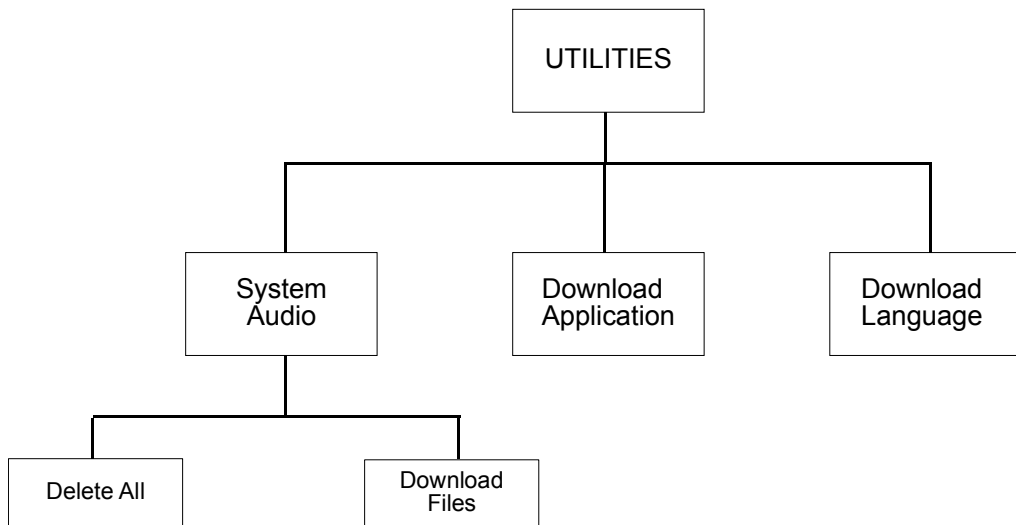 UTILITIES
System
Audio
Download
Application
Download
Language
Delete All
Download
Files